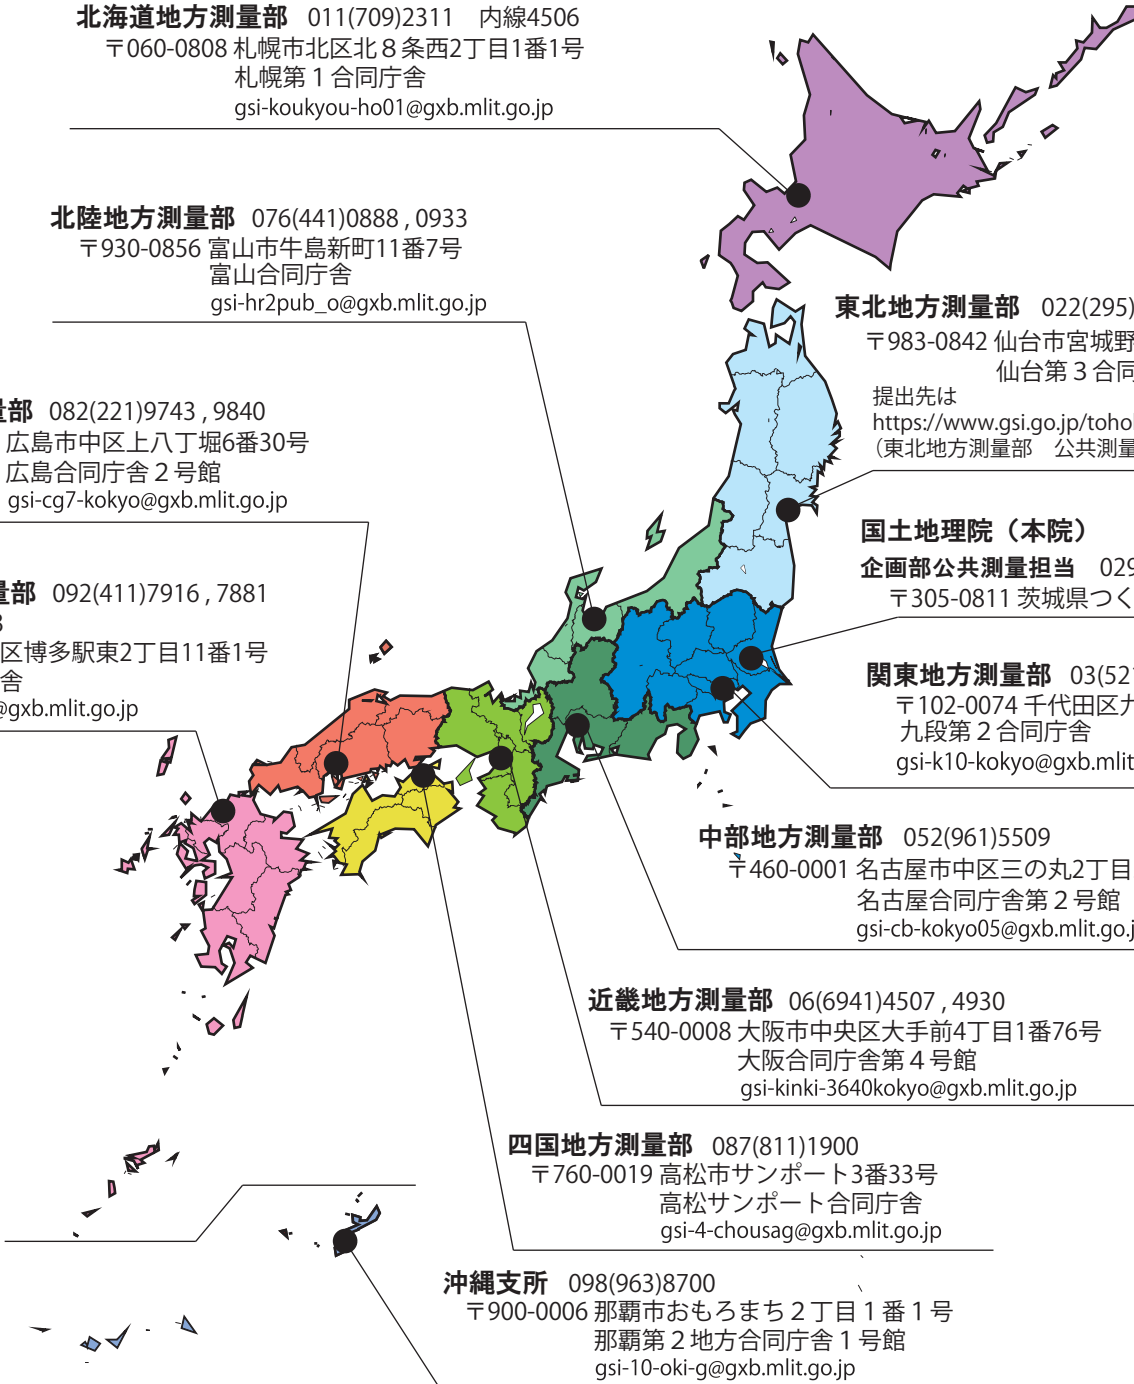 北海道地方測量部 011(709)2311 内線4506
〒060-0808 札幌市北区北８条西2丁目1番1号
札幌第１合同庁舎
gsi-koukyou-ho01@gxb.mlit.go.jp
北陸地方測量部 076(441)0888 , 0933
〒930-0856 富山市牛島新町11番7号
富山合同庁舎
gsi-hr2pub_o@gxb.mlit.go.jp
東北地方測量部 022(295)
〒983-0842 仙台市宮城野
仙台第３合同
提出先は
https://www.gsi.go.jp/toho
（東北地方測量部 公共測量
量部 082(221)9743 , 9840
広島市中区上八丁堀6番30号
広島合同庁舎２号館
gsi-cg7-kokyo@gxb.mlit.go.jp
国土地理院（本院）
企画部公共測量担当 029
〒305-0811 茨城県つく
量部 092(411)7916 , 7881
区博多駅東2丁目11番1号
舎
@gxb.mlit.go.jp
関東地方測量部 03(521
〒102-0074 千代田区九
九段第２合同庁舎
gsi-k10-kokyo@gxb.mlit
中部地方測量部 052(961)5509
〒460-0001 名古屋市中区三の丸2丁目
名古屋合同庁舎第２号館
gsi-cb-kokyo05@gxb.mlit.go.j
近畿地方測量部 06(6941)4507 , 4930
〒540-0008 大阪市中央区大手前4丁目1番76号
大阪合同庁舎第４号館
gsi-kinki-3640kokyo@gxb.mlit.go.jp
四国地方測量部 087(811)1900
〒760-0019 高松市サンポート3番33号
高松サンポート合同庁舎
gsi-4-chousag@gxb.mlit.go.jp
沖縄支所 098(963)8700
〒900-0006 那覇市おもろまち２丁目１番１号
那覇第２地方合同庁舎１号館
gsi-10-oki-g@gxb.mlit.go.jp